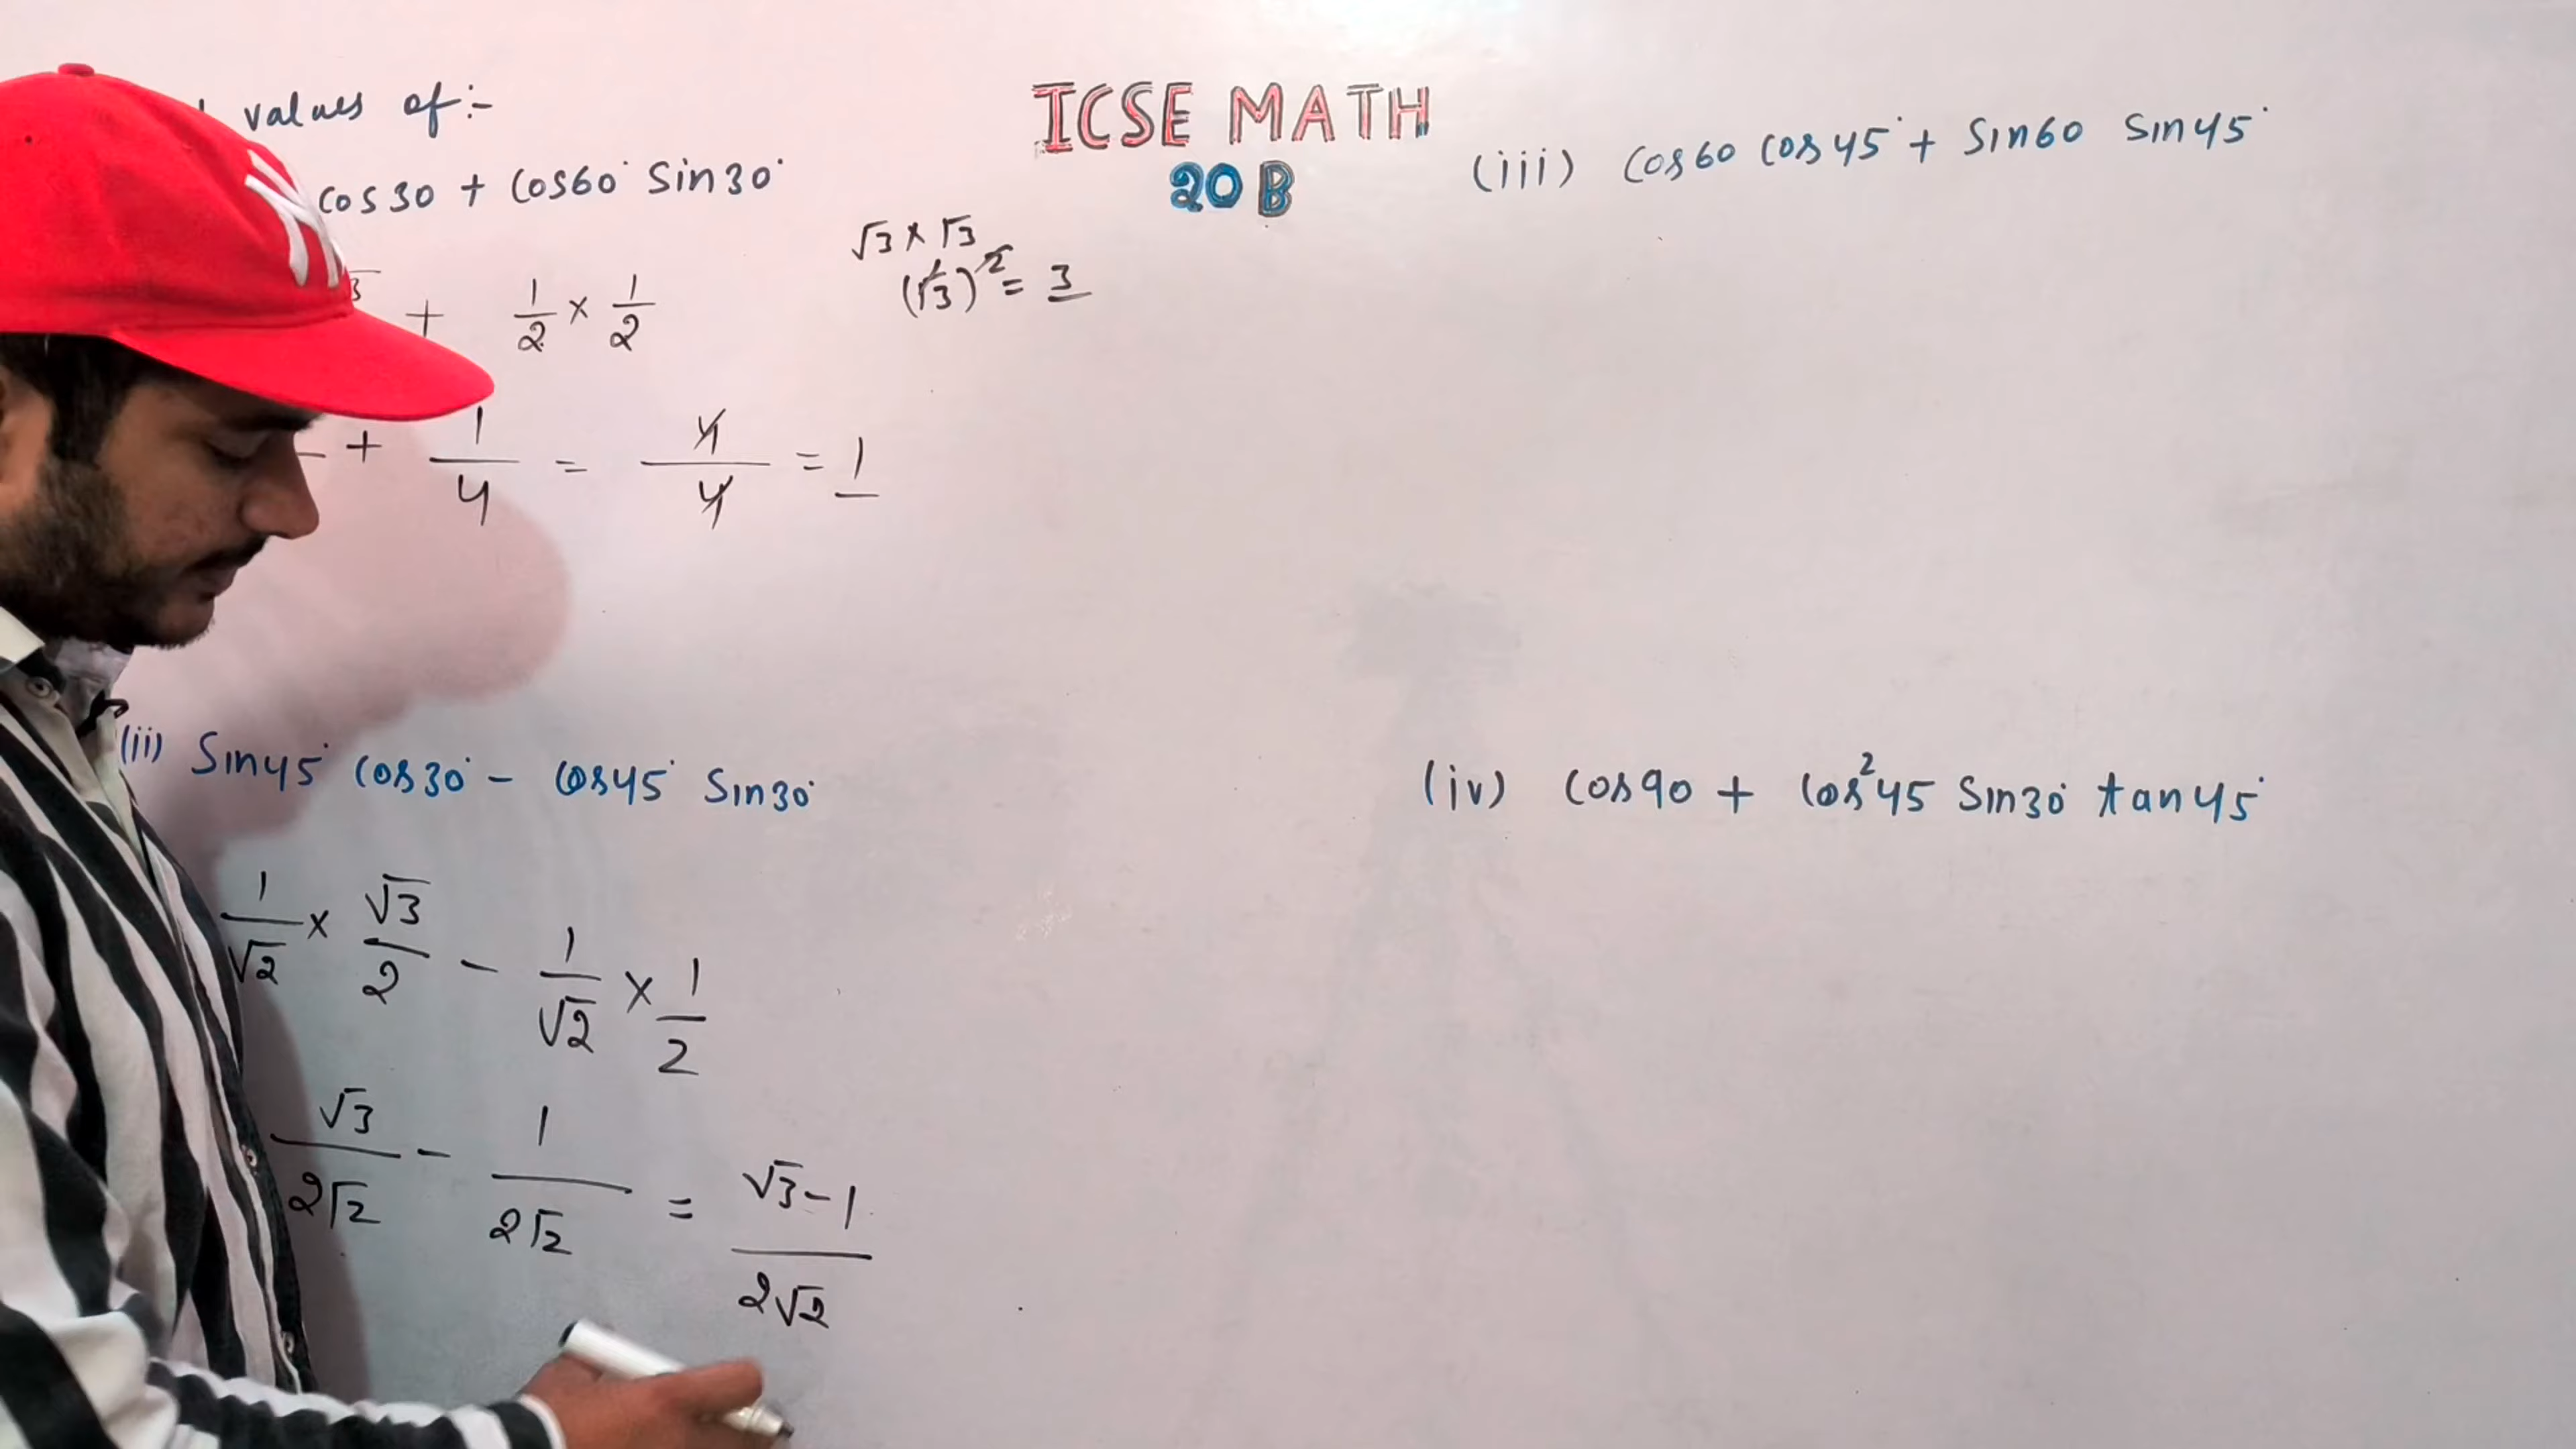 values of:-
cos30 + cos60° sin30°
√3 + 1/2 × 1/2
+ 1/4 = 4/4 = 1
√3 × √3
(√3)² = 3
(ii) Sin45° cos30° - cos45° Sin30°
1/√2 × √3/2 - 1/√2 × 1/2
√3/2√2 - 1/2√2 = √3-1/2√2
ICSE MATH
20B
(iii) cos60 cos45° + Sin60 Sin45°
(iv) cos90 + cos²45 Sin30° tan45°